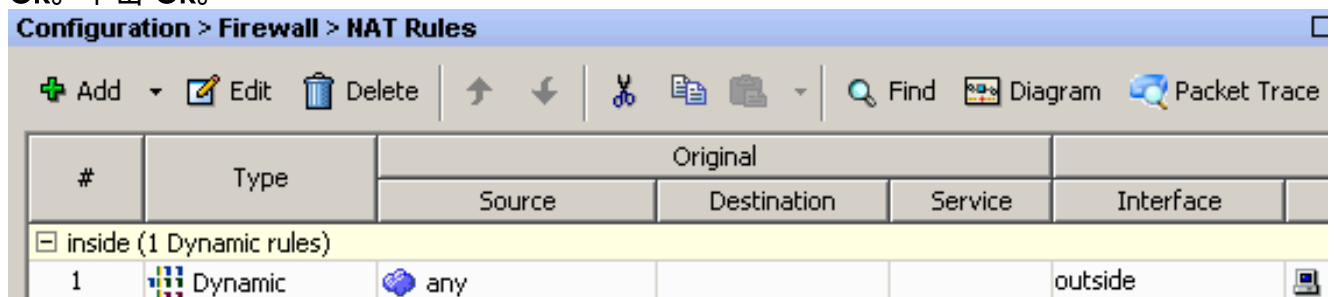 Configuration > Firewall > NAT Rules
Add Edit Delete Find Diagram Packet Trace
# Type Original
Source Destination Service Interface
inside (1 Dynamic rules)
1 Dynamic any outside